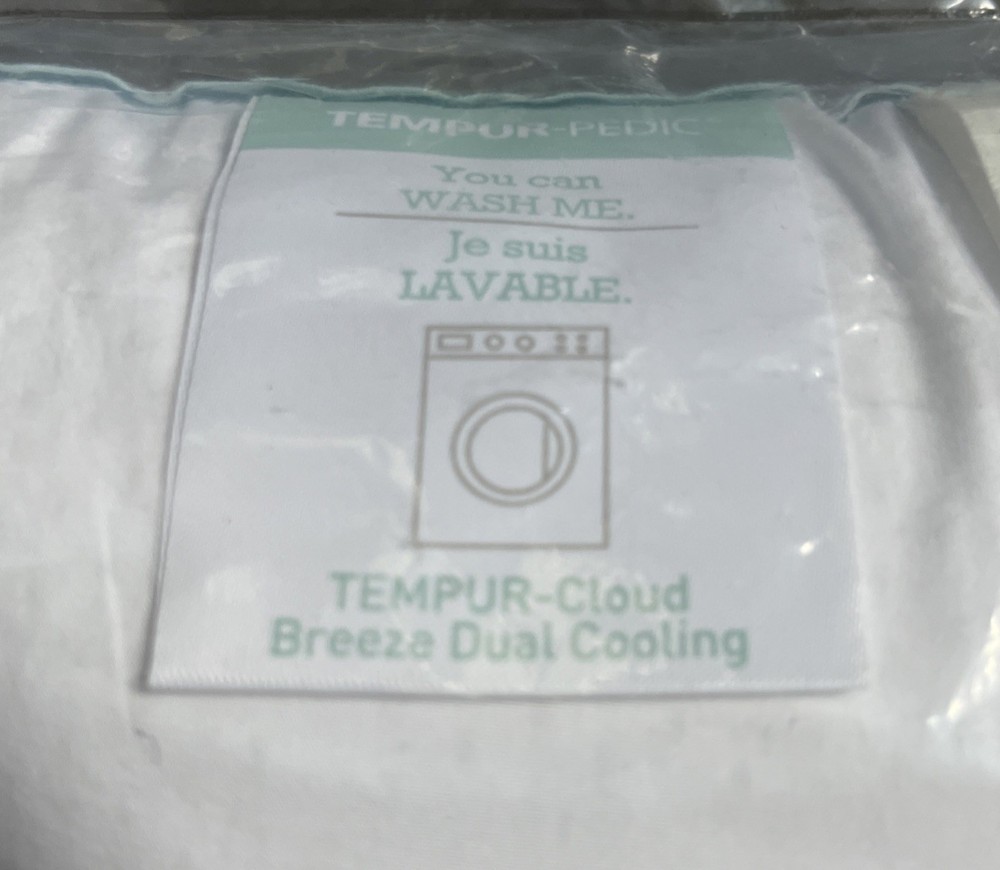 TEMPUR-PEDIC
You can
WASH ME.
Je suis
LAVABLE.
TEMPUR-Cloud
Breeze Dual Cooling